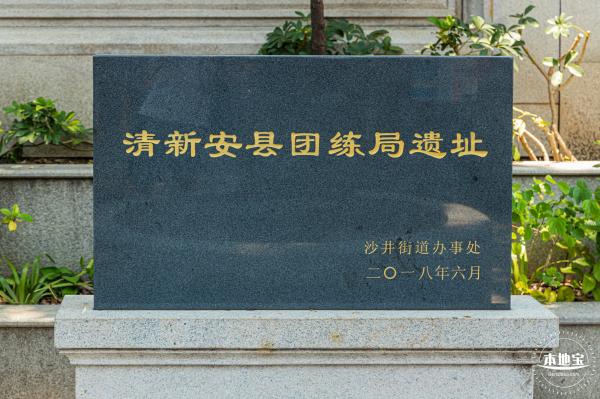 清新安县团练局遗址
沙井街道办事处
二〇一八年六月
本地宝